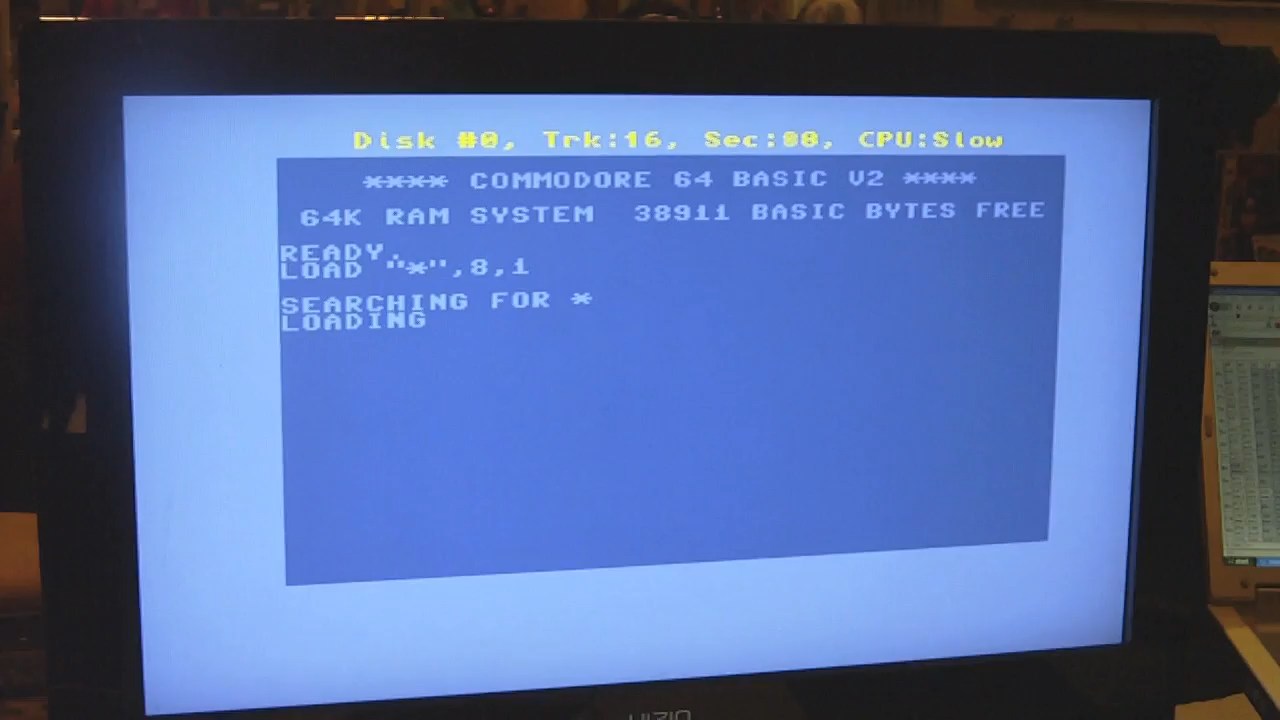 Disk #0, Trk:16, Sec:00, CPU:Slow
**** COMMODORE 64 BASIC V2 ****
64K RAM SYSTEM 38911 BASIC BYTES FREE
READY.
LOAD "*",8,1
SEARCHING FOR *
LOADING
VIZIO